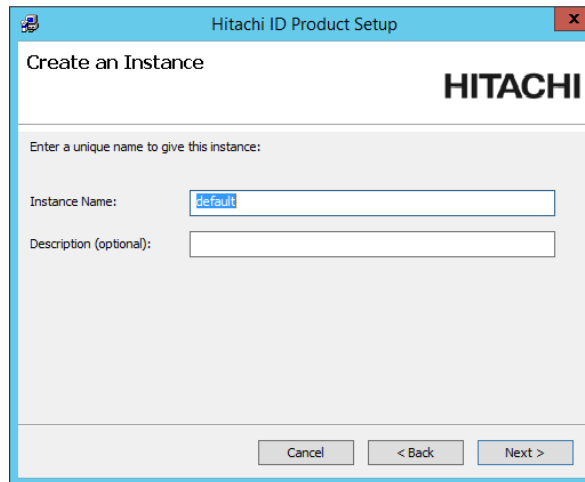 Hitachi ID Product Setup
x
Create an Instance
HITACHI
Enter a unique name to give this instance:
Instance Name:
default
Description (optional):
Cancel
< Back
Next >